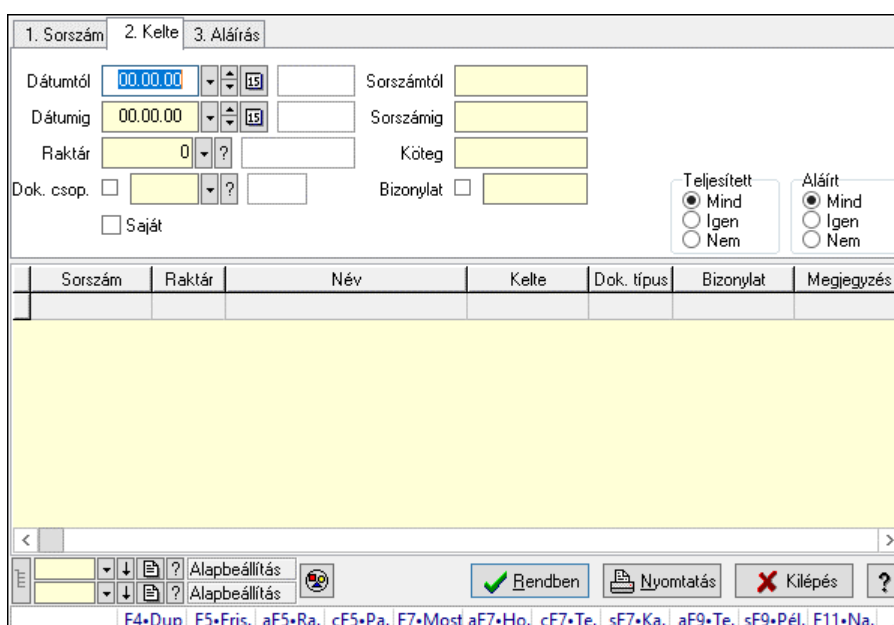 1. Sorszám 2. Kelte 3. Aláírás
Dátumtól 00.00.00 15 Sorszámtól
Dátumig 00.00.00 15 Sorszámig
Raktár 0 ? Köteg
Dok. csop. ? Bizonylat
Saját
Teljesített
Mind
Igen
Nem
Aláírt
Mind
Igen
Nem
Sorszám Raktár Név Kelte Dok. típus Bizonylat Megjegyzés
? Alapbeállítás
? Alapbeállítás
Rendben Nyomtatás Kilépés ?
F4•Dup F5•Fris. aF5•Ra. cF5•Pa. F7•Most aF7•Ho. cF7•Te. sF7•Ka. aF9•Te. sF9•Pél. F11•Na.